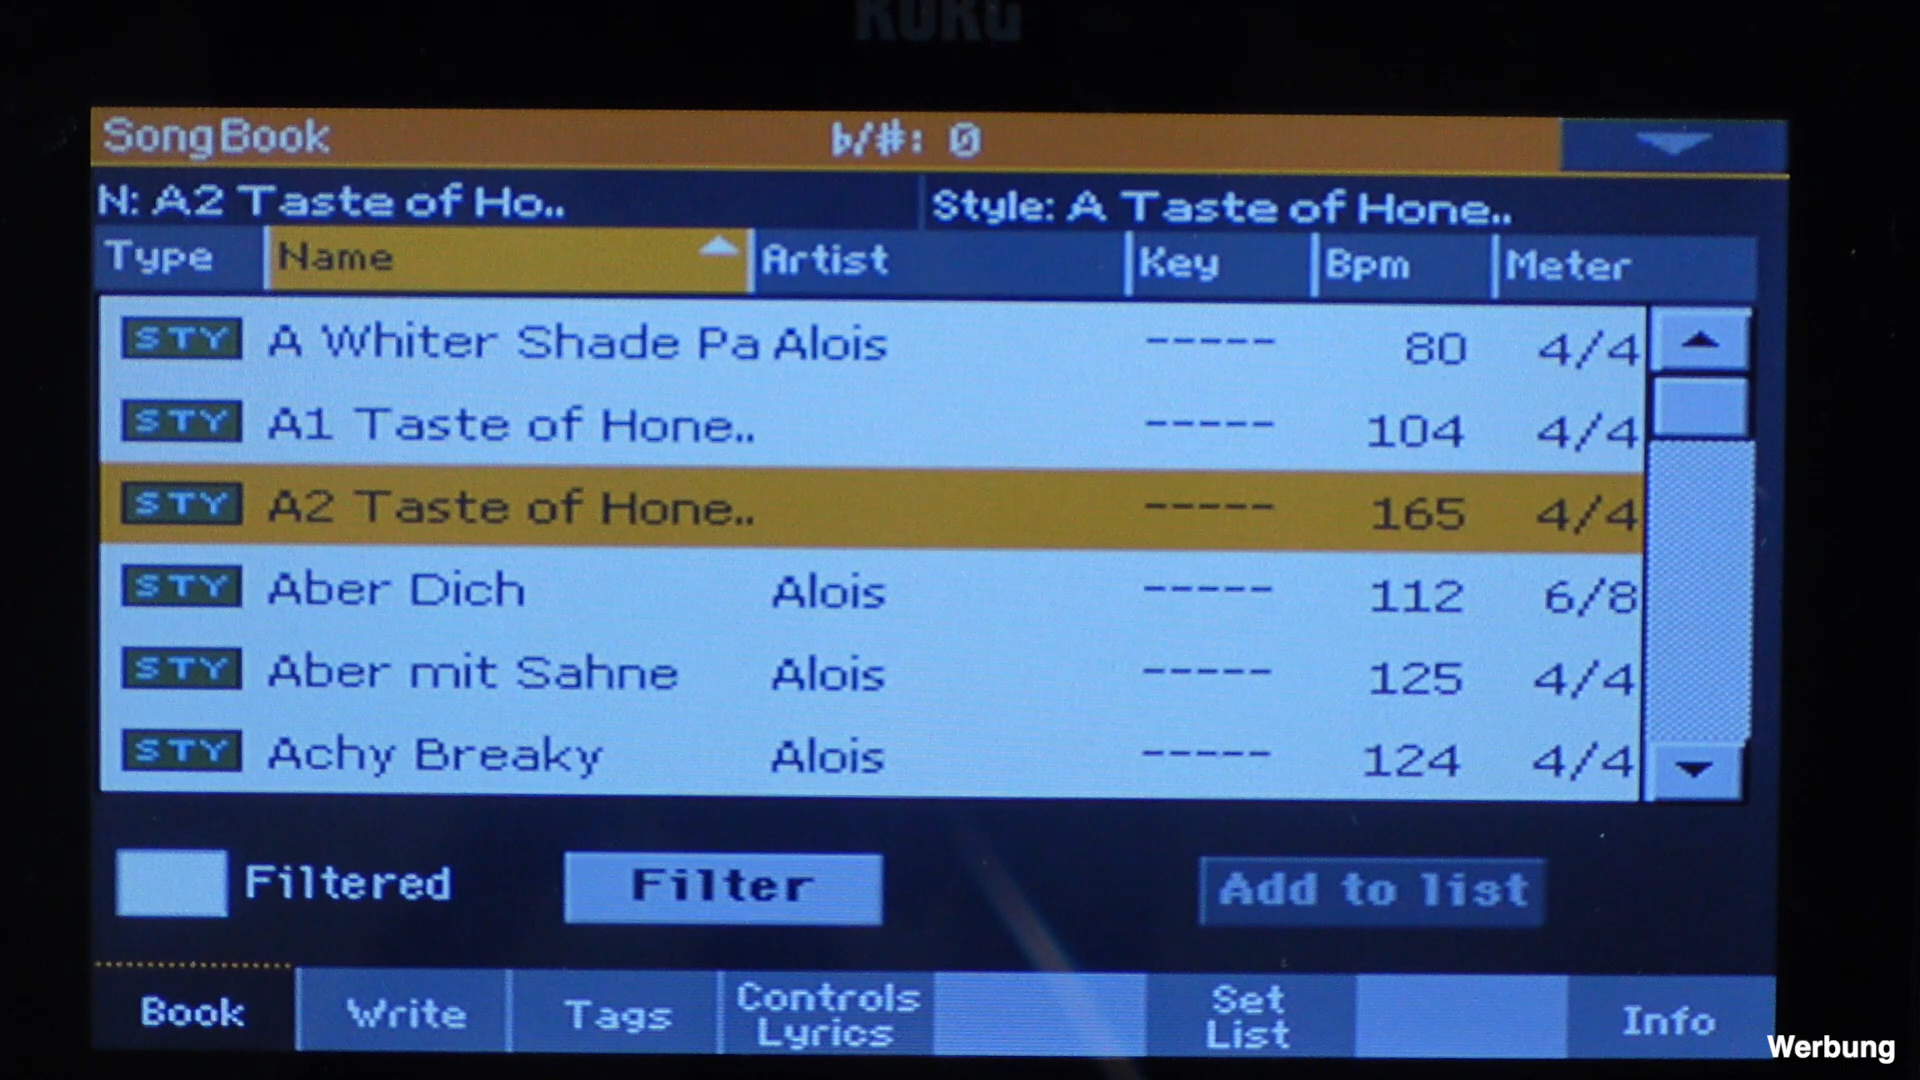 KORG
SongBook b/#: 0
N: A2 Taste of Ho.. Style: A Taste of Hone..
Type Name Artist Key Bpm Meter
STY A Whiter Shade Pa Alois ----- 80 4/4
STY A1 Taste of Hone.. ----- 104 4/4
STY A2 Taste of Hone.. ----- 165 4/4
STY Aber Dich Alois ----- 112 6/8
STY Aber mit Sahne Alois ----- 125 4/4
STY Achy Breaky Alois ----- 124 4/4
Filtered Filter Add to list
Book Write Tags Controls Lyrics Set List Info
Werbung